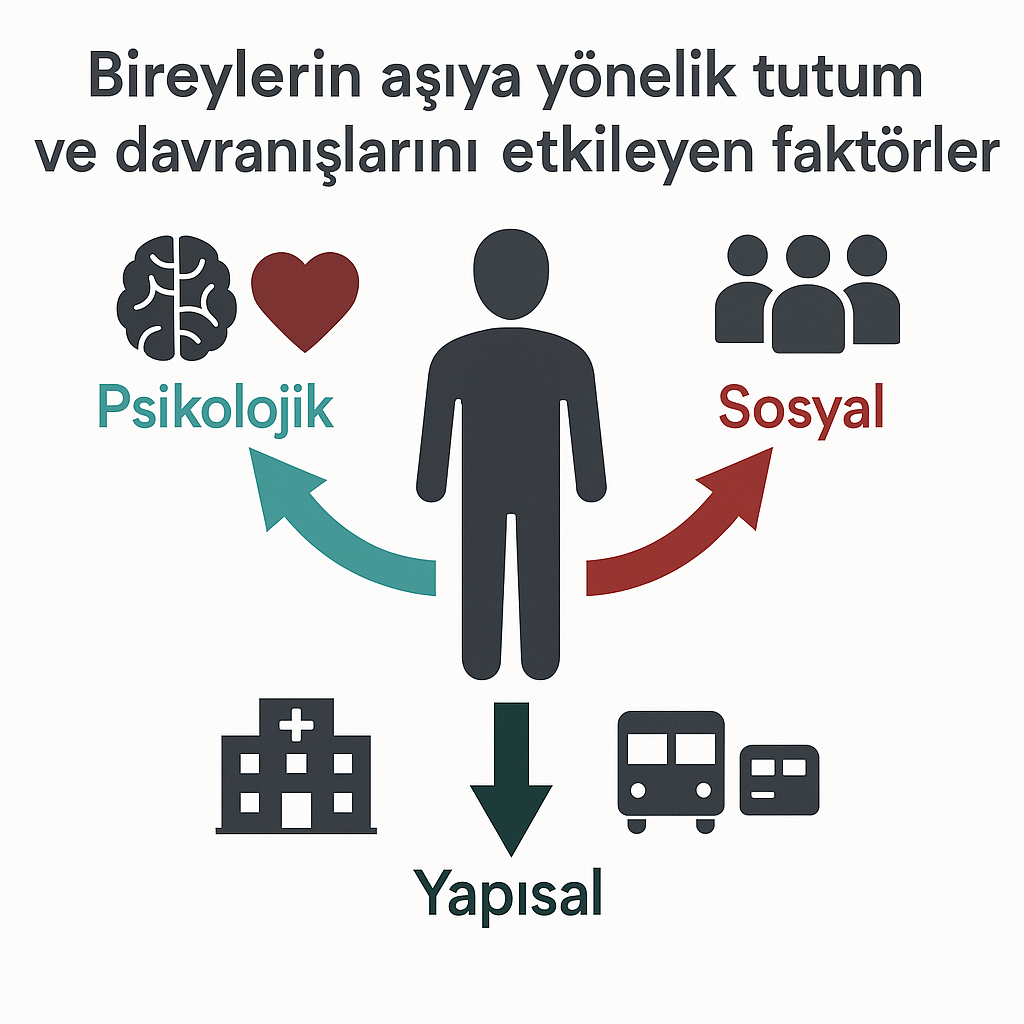 Bireylerin aşıya yönelik tutum
ve davranışlarını etkileyen faktörler
Psikolojik
Sosyal
Yapısal